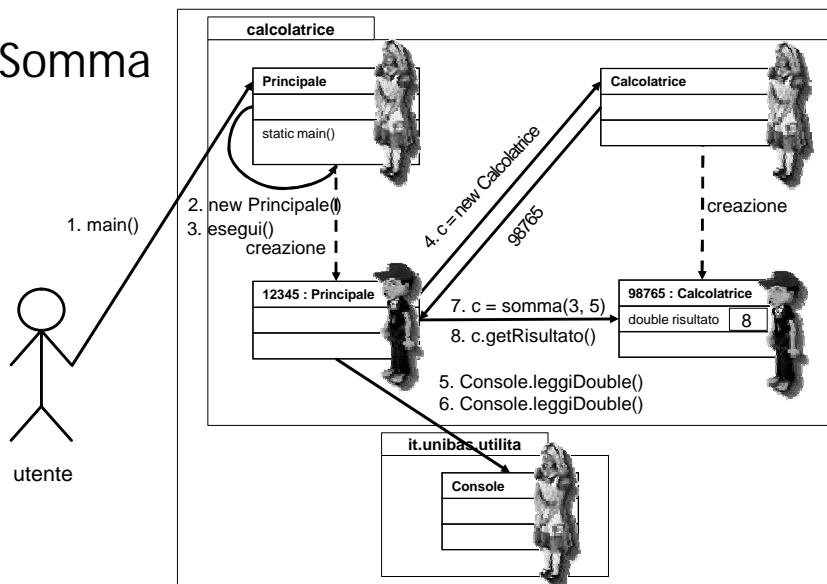 Somma
calcolatrice
Principale
static main()
Calcolatrice
1. main()
2. new Principale()
3. esegui()
creazione
4. c = new Calcolatrice
98765
creazione
12345 : Principale
7. c = somma(3, 5)
8. c.getRisultato()
98765 : Calcolatrice
double risultato 8
5. Console.leggiDouble()
6. Console.leggiDouble()
utente
it.unibas.utilita
Console